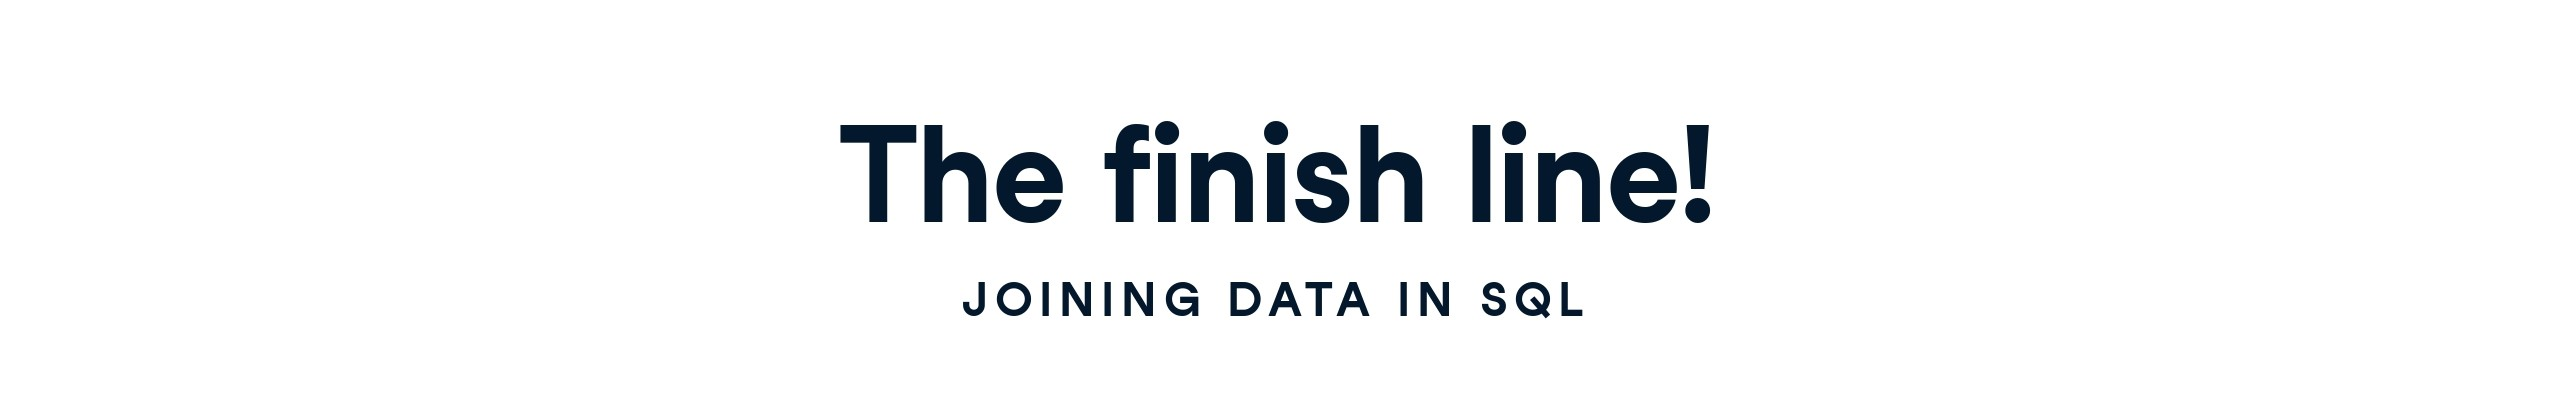 The finish line!
JOINING DATA IN SQL